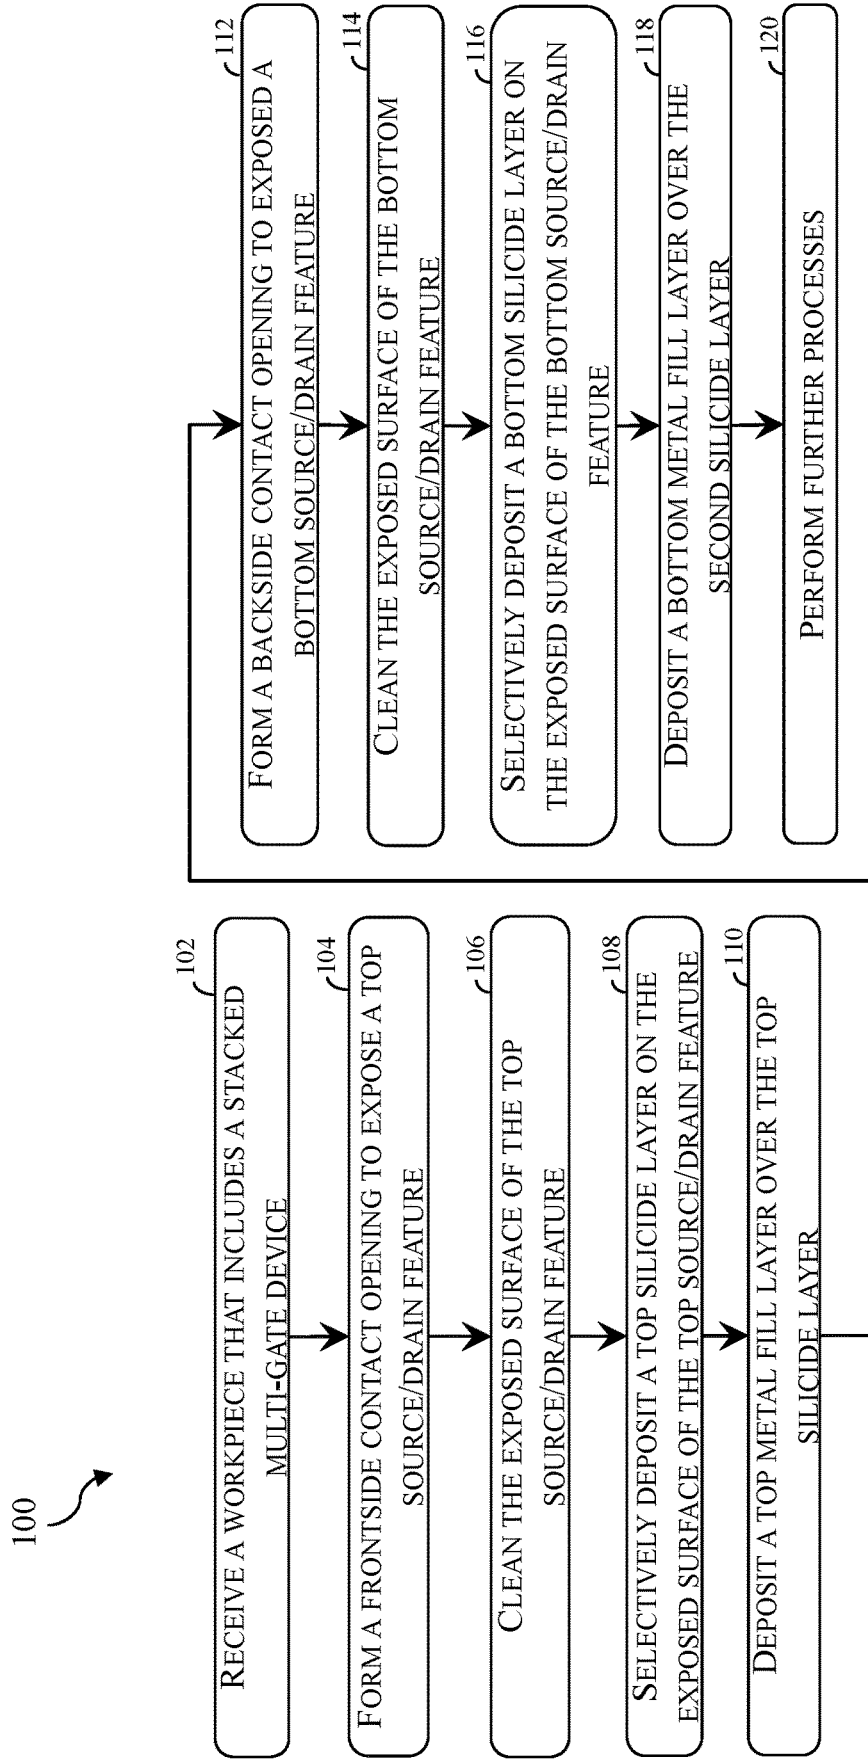 100
102
RECEIVE A WORKPIECE THAT INCLUDES A STACKED
MULTI-GATE DEVICE
104
FORM A FRONTSIDE CONTACT OPENING TO EXPOSE A TOP
SOURCE/DRAIN FEATURE
106
CLEAN THE EXPOSED SURFACE OF THE TOP
SOURCE/DRAIN FEATURE
108
SELECTIVELY DEPOSIT A TOP SILICIDE LAYER ON THE
EXPOSED SURFACE OF THE TOP SOURCE/DRAIN FEATURE
110
DEPOSIT A TOP METAL FILL LAYER OVER THE TOP
SILICIDE LAYER
112
FORM A BACKSIDE CONTACT OPENING TO EXPOSED A
BOTTOM SOURCE/DRAIN FEATURE
114
CLEAN THE EXPOSED SURFACE OF THE BOTTOM
SOURCE/DRAIN FEATURE
116
SELECTIVELY DEPOSIT A BOTTOM SILICIDE LAYER ON
THE EXPOSED SURFACE OF THE BOTTOM SOURCE/DRAIN
FEATURE
118
DEPOSIT A BOTTOM METAL FILL LAYER OVER THE
SECOND SILICIDE LAYER
120
PERFORM FURTHER PROCESSES